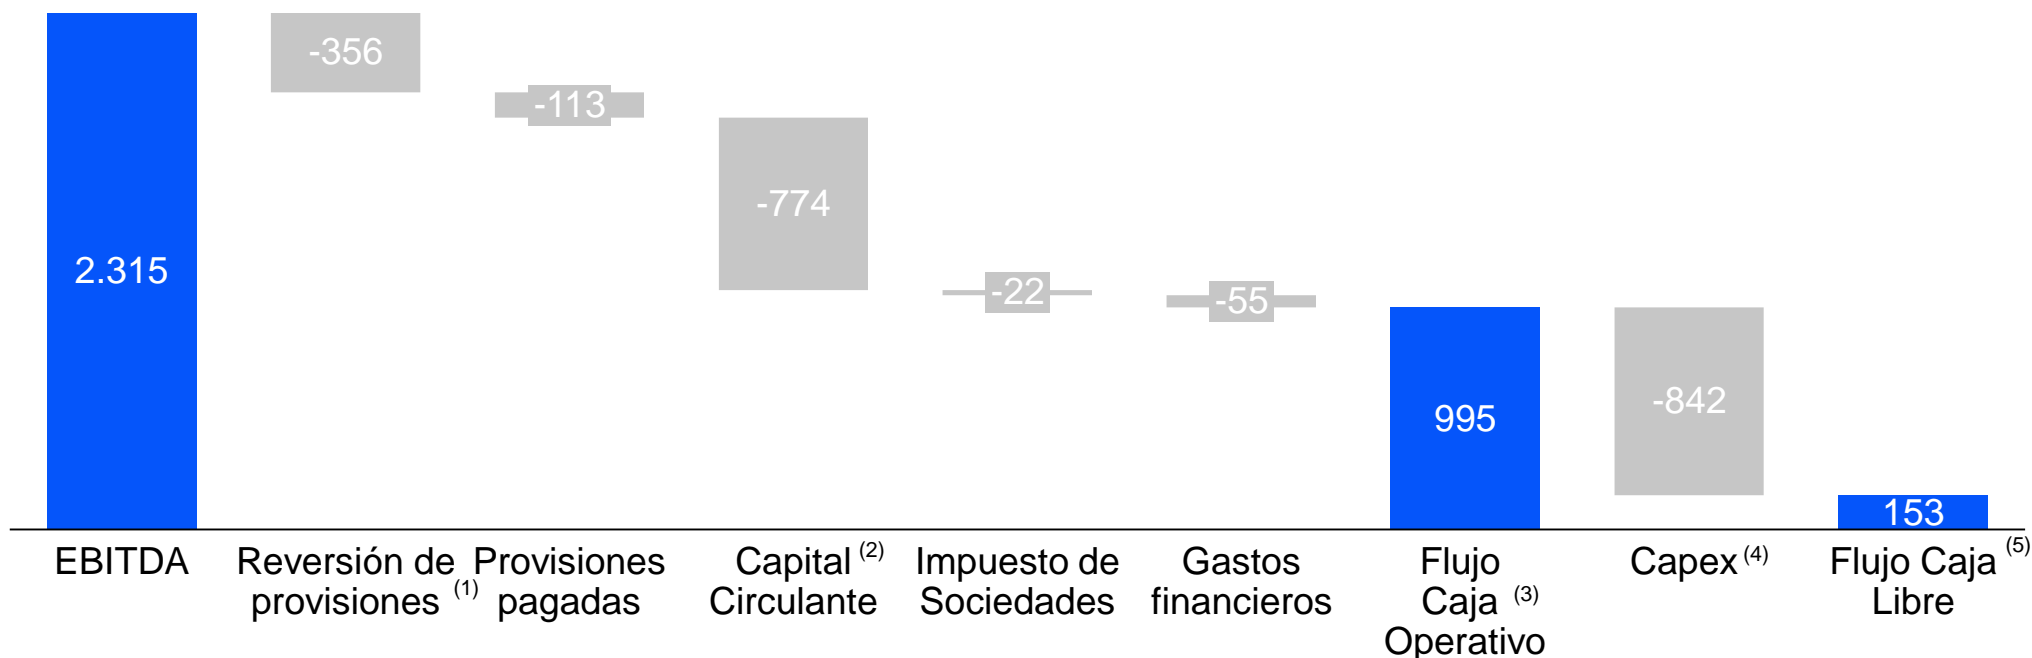 2.315
-356
-113
-774
-22
-55
995
-842
153
EBITDA
Reversión de
provisiones (1)
Provisiones
pagadas
Capital (2)
Circulante
Impuesto de
Sociedades
Gastos
financieros
Flujo
Caja (3)
Operativo
Capex (4)
Flujo Caja (5)
Libre